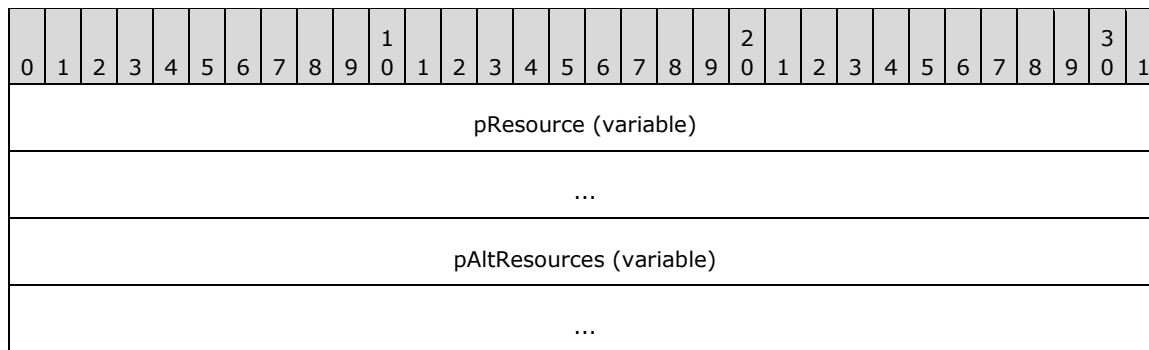 1 2 3
0 1 2 3 4 5 6 7 8 9 0 1 2 3 4 5 6 7 8 9 0 1 2 3 4 5 6 7 8 9 0 1
pResource (variable)
...
pAltResources (variable)
...